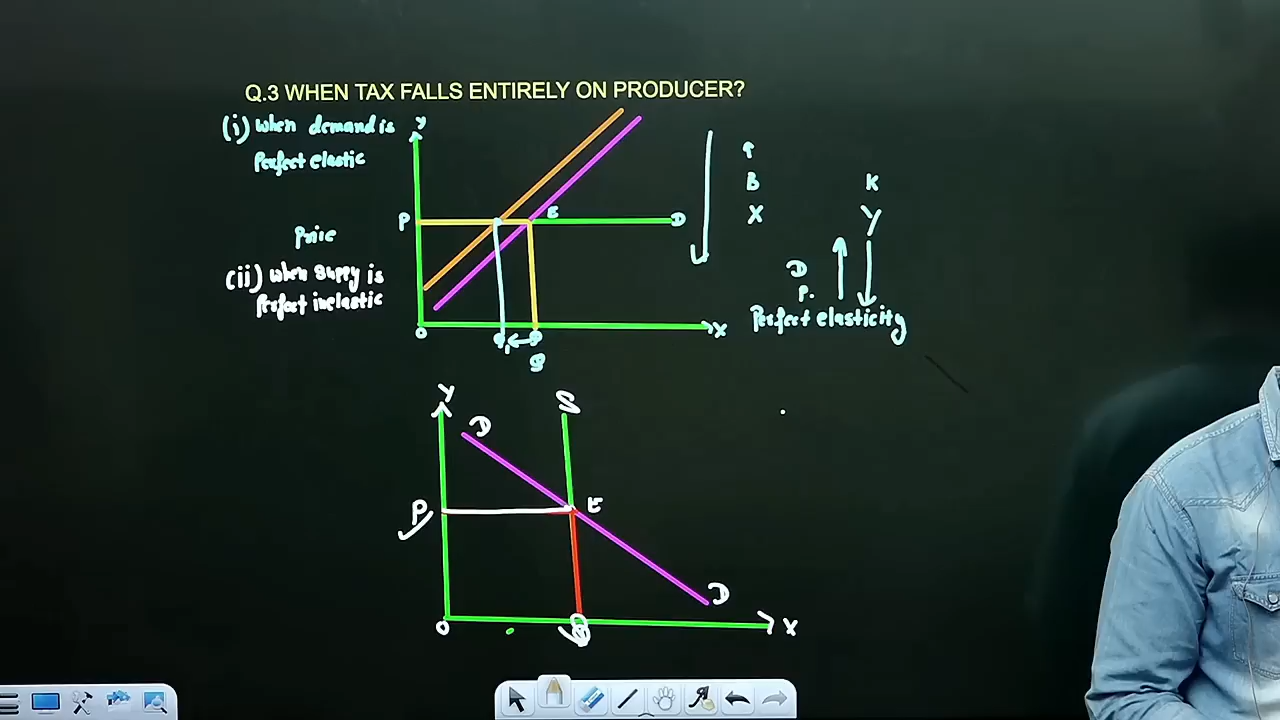 Q.3 WHEN TAX FALLS ENTIRELY ON PRODUCER?
(i) when demand is
Perfect elastic
Y
B
K
P
E
D
X
Y
Price
(ii) when supply is
Perfect inelastic
D
P.
Perfect elasticity
O
X
Y
S
D
P
E
D
O
X